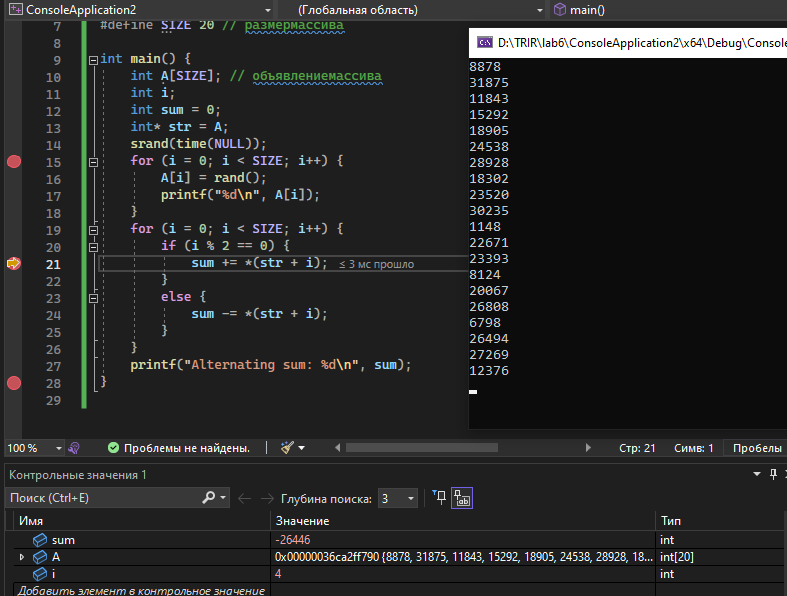 ConsoleApplication2 (Глобальная область) main()
7 #define SIZE 20 // размермассива
8
9 int main() {
10 int A[SIZE]; // объявлениемассива
11 int i;
12 int sum = 0;
13 int* str = A;
14 srand(time(NULL));
15 for (i = 0; i < SIZE; i++) {
16 A[i] = rand();
17 printf("%d\n", A[i]);
18 }
19 for (i = 0; i < SIZE; i++) {
20 if (i % 2 == 0) {
21 sum += *(str + i); ≤ 3 мс прошло
22 }
23 else {
24 sum -= *(str + i);
25 }
26 }
27 printf("Alternating sum: %d\n", sum);
28 }
29
D:\TRIR\lab6\ConsoleApplication2\x64\Debug\Console
8878
31875
11843
15292
18905
24538
28928
18302
23520
30235
1148
22671
23393
8124
20067
26808
6798
26494
27269
12376
100 % Проблемы не найдены. Стр: 21 Симв: 1 Пробелы
Контрольные значения 1
Поиск (Ctrl+E) Глубина поиска: 3
Имя Значение Тип
sum -26446 int
A 0x00000036ca2ff790 {8878, 31875, 11843, 15292, 18905, 24538, 28928, 18... int[20]
i 4 int
Добавить элемент в контрольное значение